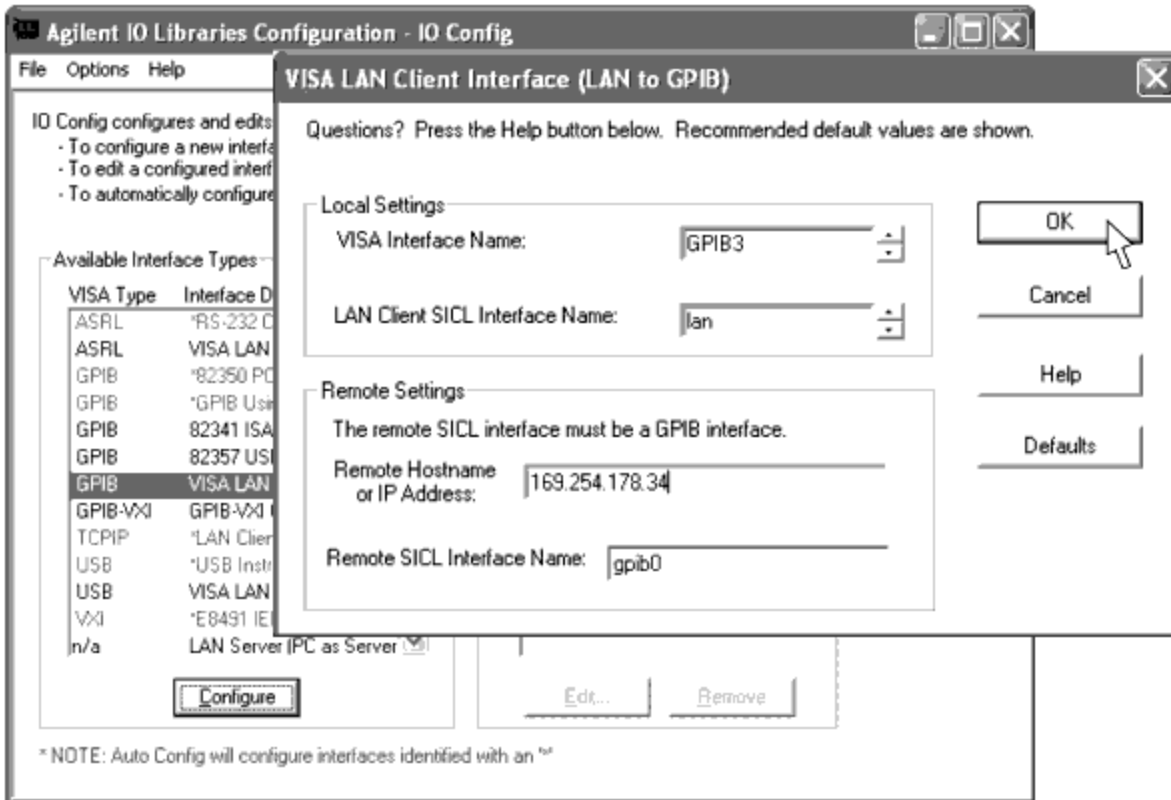 Agilent IO Libraries Configuration - IO Config
File Options Help
IO Config configures and edits
- To configure a new interfa
- To edit a configured interf
- To automatically configure
Available Interface Types
VISA Type Interface D
ASRL *RS-232 C
ASRL VISA LAN
GPIB *82350 PC
GPIB *GPIB Usin
GPIB 82341 ISA
GPIB 82357 USI
GPIB VISA LAN
GPIB-VXI GPIB-VXI
TCPIP *LAN Clien
USB *USB Instr
USB VISA LAN
VXI *E8491 IE
n/a LAN Server (PC as Server
Configure
Edit...
Remove
* NOTE: Auto Config will configure interfaces identified with an '*'
VISA LAN Client Interface (LAN to GPIB)
Questions? Press the Help button below. Recommended default values are shown.
Local Settings
VISA Interface Name: GPIB3
LAN Client SICL Interface Name: lan
Remote Settings
The remote SICL interface must be a GPIB interface.
Remote Hostname
or IP Address: 169.254.178.34
Remote SICL Interface Name: gpib0
OK
Cancel
Help
Defaults